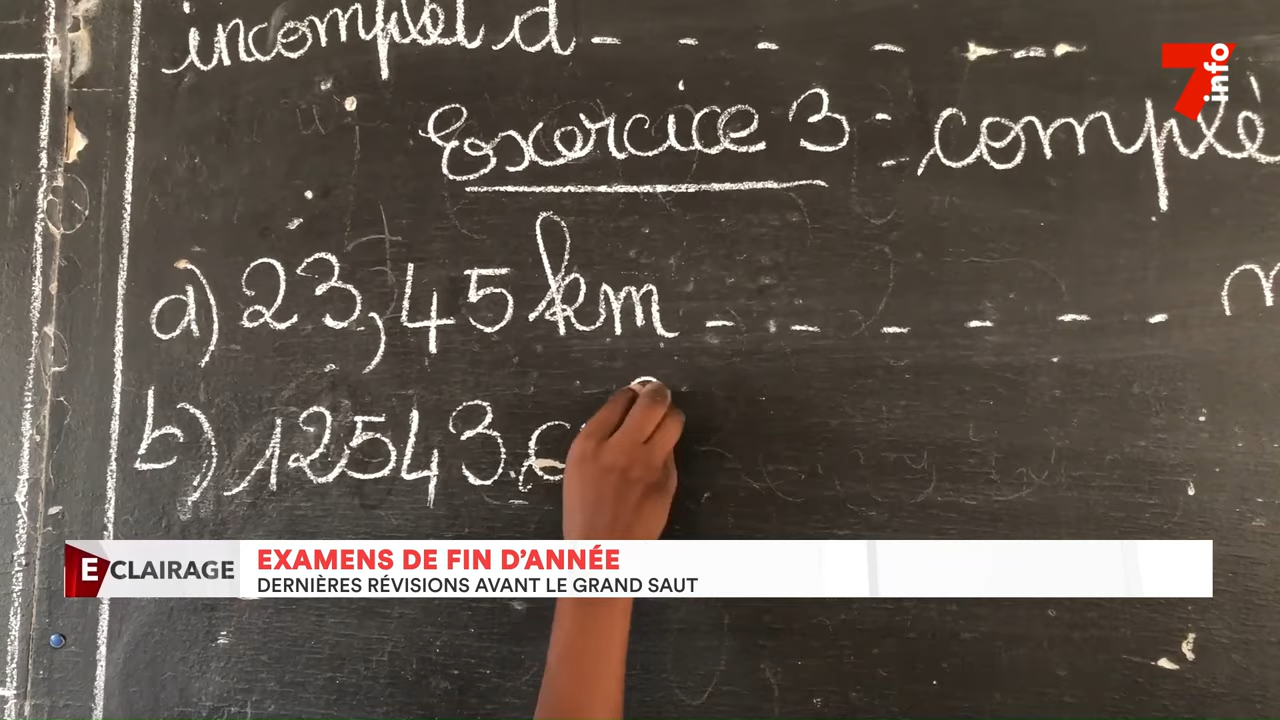 incomplet d_ _ _ _ _ _
Exercice 3 : complè
7 info
a) 23,45 km _ _ _ _ _ _ m
b) 12543
ECLAIRAGE
EXAMENS DE FIN D'ANNÉE
DERNIÈRES RÉVISIONS AVANT LE GRAND SAUT